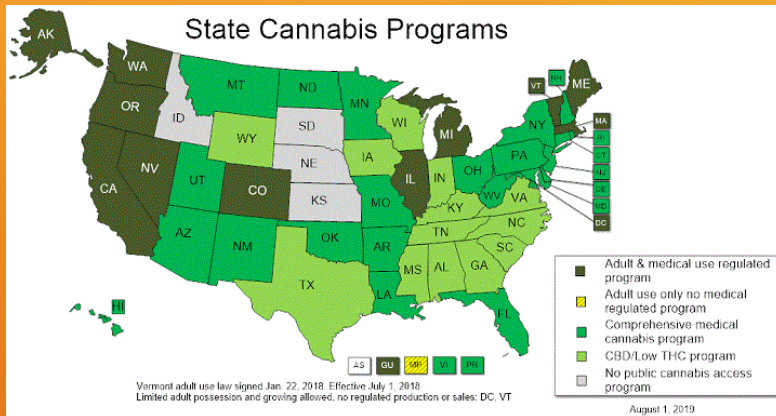 State Cannabis Programs
AK
WA
OR
CA
NV
ID
MT
WY
UT
AZ
CO
NM
ND
SD
NE
KS
OK
TX
MN
IA
MO
AR
LA
WI
IL
MI
IN
OH
KY
TN
MS
AL
GA
FL
SC
NC
VA
WV
PA
NY
VT
NH
ME
MA
RI
CT
NJ
DE
MD
DC
HI
AS
GU
MP
VI
PR
Adult & medical use regulated
program
Adult use only no medical
regulated program
Comprehensive medical
cannabis program
CBD/Low THC program
No public cannabis access
program
Vermont adult use law signed Jan. 22, 2018. Effective July 1, 2018
Limited adult possession and growing allowed, no regulated production or sales: DC, VT
August 1, 2019